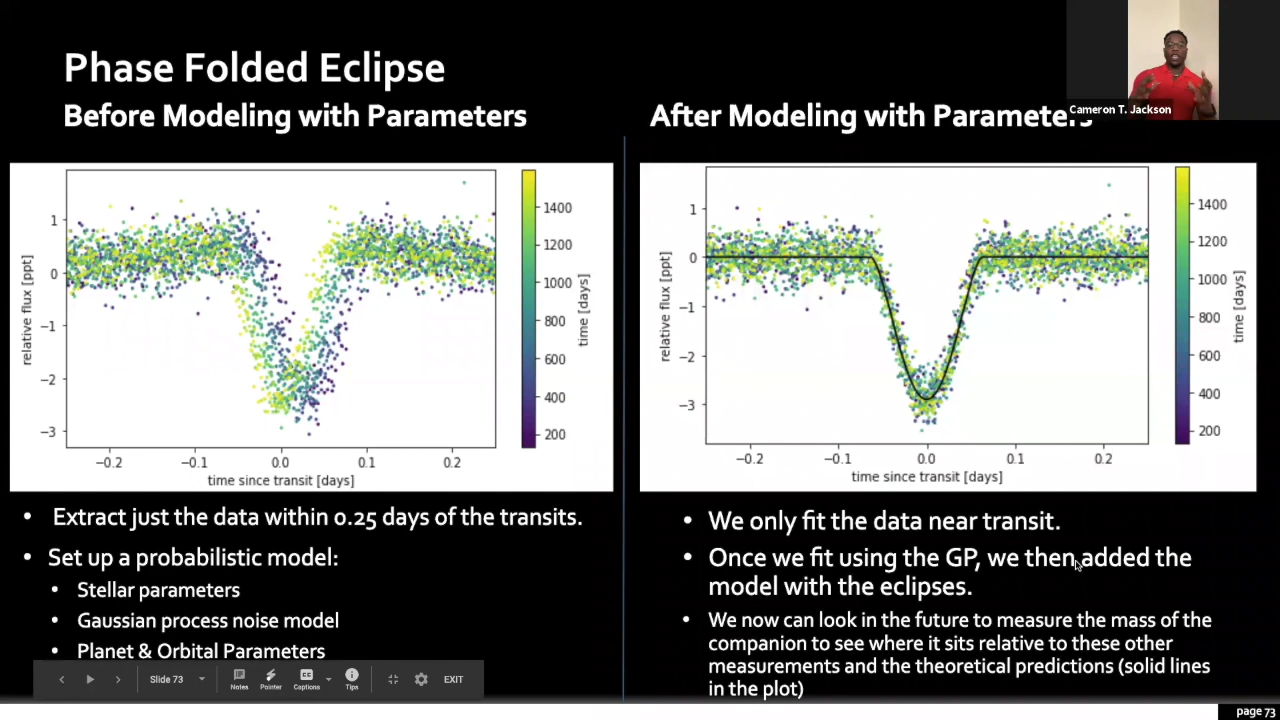 Phase Folded Eclipse
Before Modeling with Parameters
After Modeling with Parameters
Cameron T. Jackson
1
0
−1
−2
−3
relative flux [ppt]
−0.2
−0.1
0.0
0.1
0.2
time since transit [days]
1400
1200
1000
800
600
400
200
time [days]
1
0
−1
−2
−3
relative flux [ppt]
−0.2
−0.1
0.0
0.1
0.2
time since transit [days]
1400
1200
1000
800
600
400
200
time [days]
• Extract just the data within 0.25 days of the transits.
• Set up a probabilistic model:
• Stellar parameters
• Gaussian process noise model
• Planet & Orbital Parameters
• We only fit the data near transit.
• Once we fit using the GP, we then added the
model with the eclipses.
• We now can look in the future to measure the mass of the
companion to see where it sits relative to these other
measurements and the theoretical predictions (solid lines
in the plot)
Slide 73
Notes
Pointer
CC
Captions
Tips
EXIT
page 73